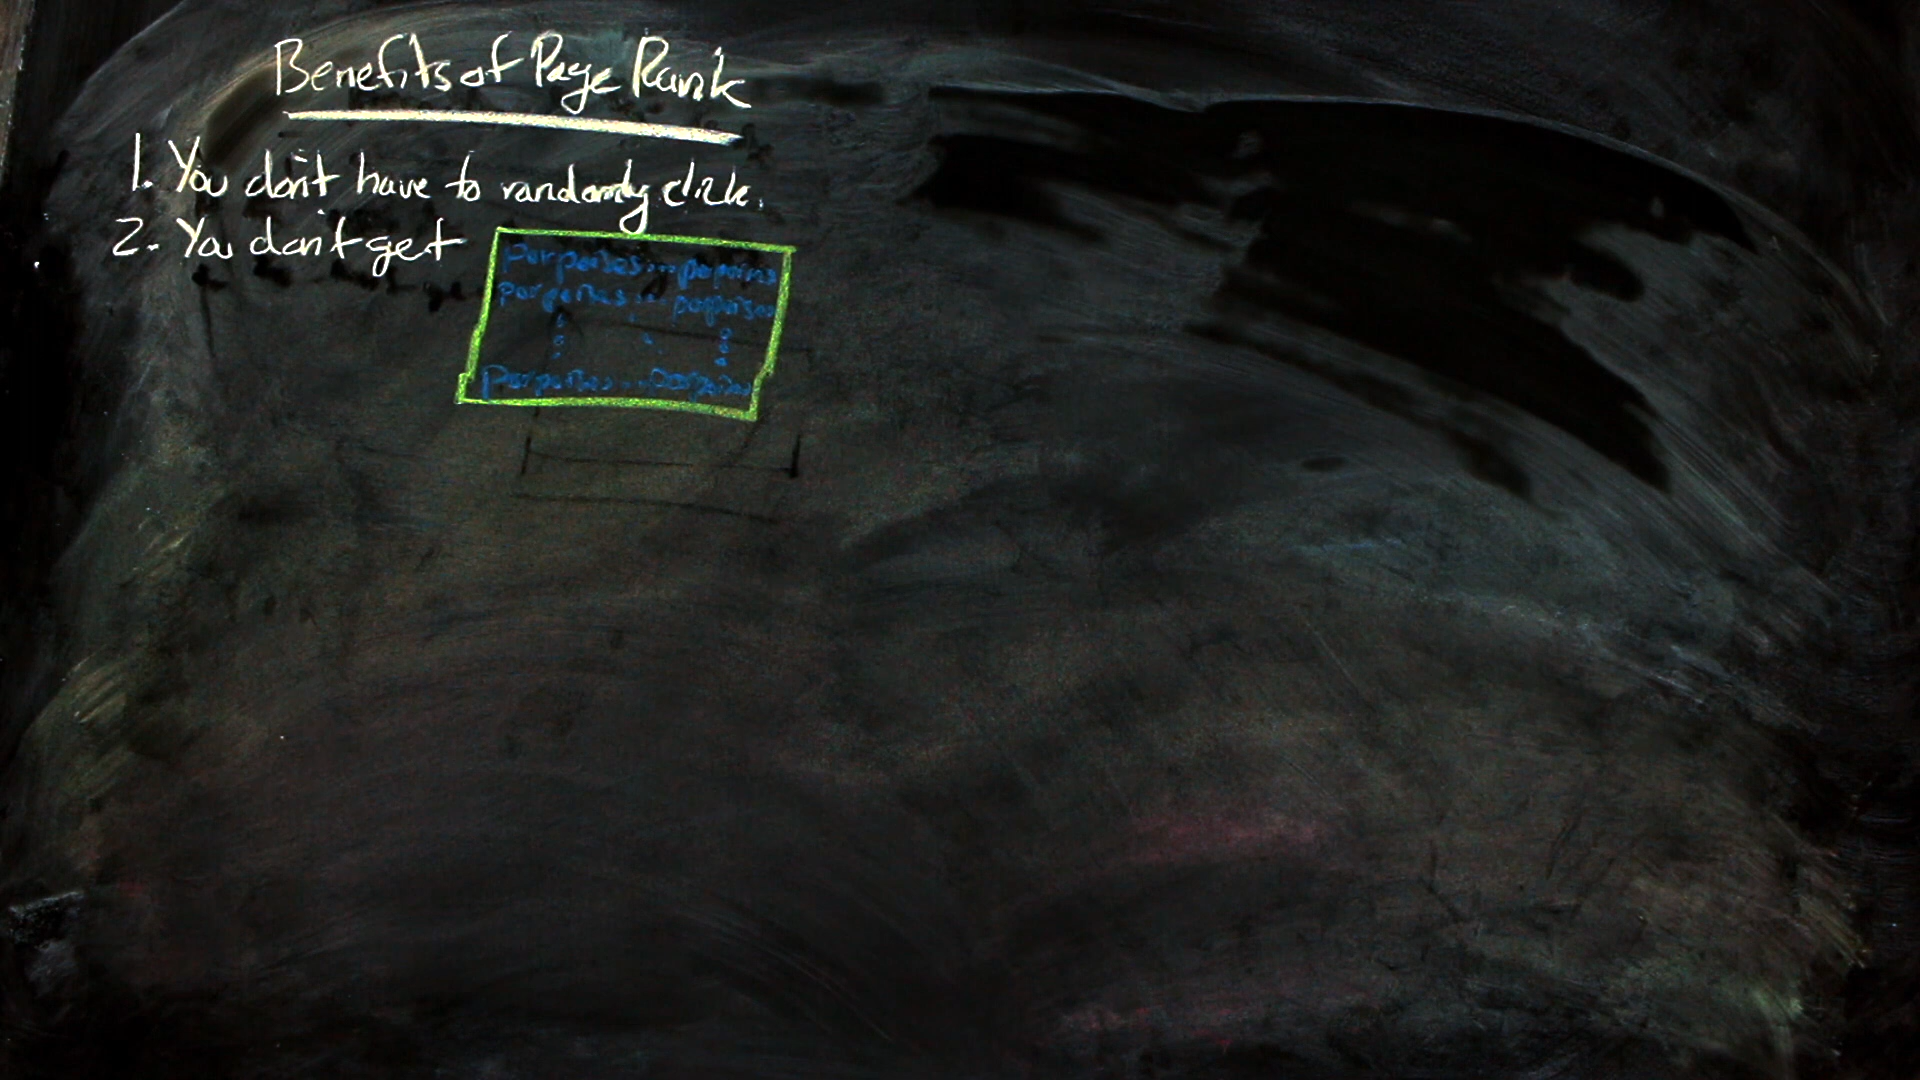 Benefits of Page Rank
1. You don't have to randomly click.
2. You don't get
porpoises ... porpoises
porpoises ... porpoises
porpoises ... porpoises